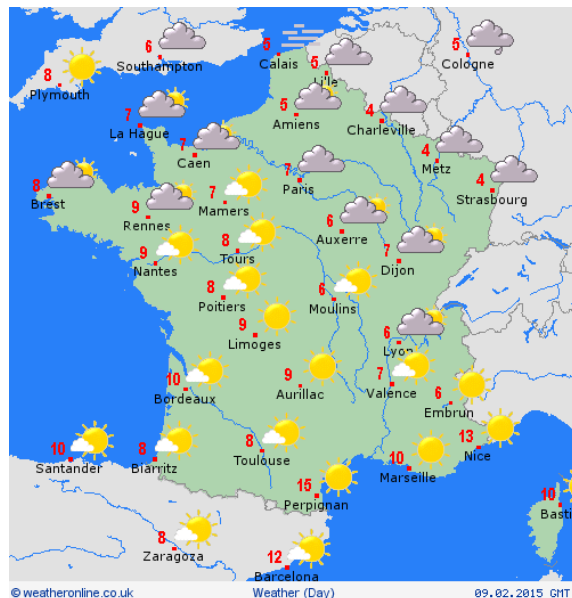 6
Southampton
5
Calais
5
Lille
5
Cologne
8
Plymouth
7
La Hague
5
Amiens
4
Charleville
7
Caen
4
Metz
8
Brest
7
Mamers
7
Paris
4
Strasbourg
9
Rennes
6
Auxerre
9
Nantes
8
Tours
7
Dijon
8
Poitiers
6
Moulins
9
Limoges
6
Lyon
10
Bordeaux
9
Aurillac
7
Valence
6
Embrun
10
Santander
8
Biarritz
8
Toulouse
10
Marseille
13
Nice
15
Perpignan
10
Basti
8
Zaragoza
12
Barcelona
© weatheronline.co.uk Weather (Day) 09.02.2015 GMT